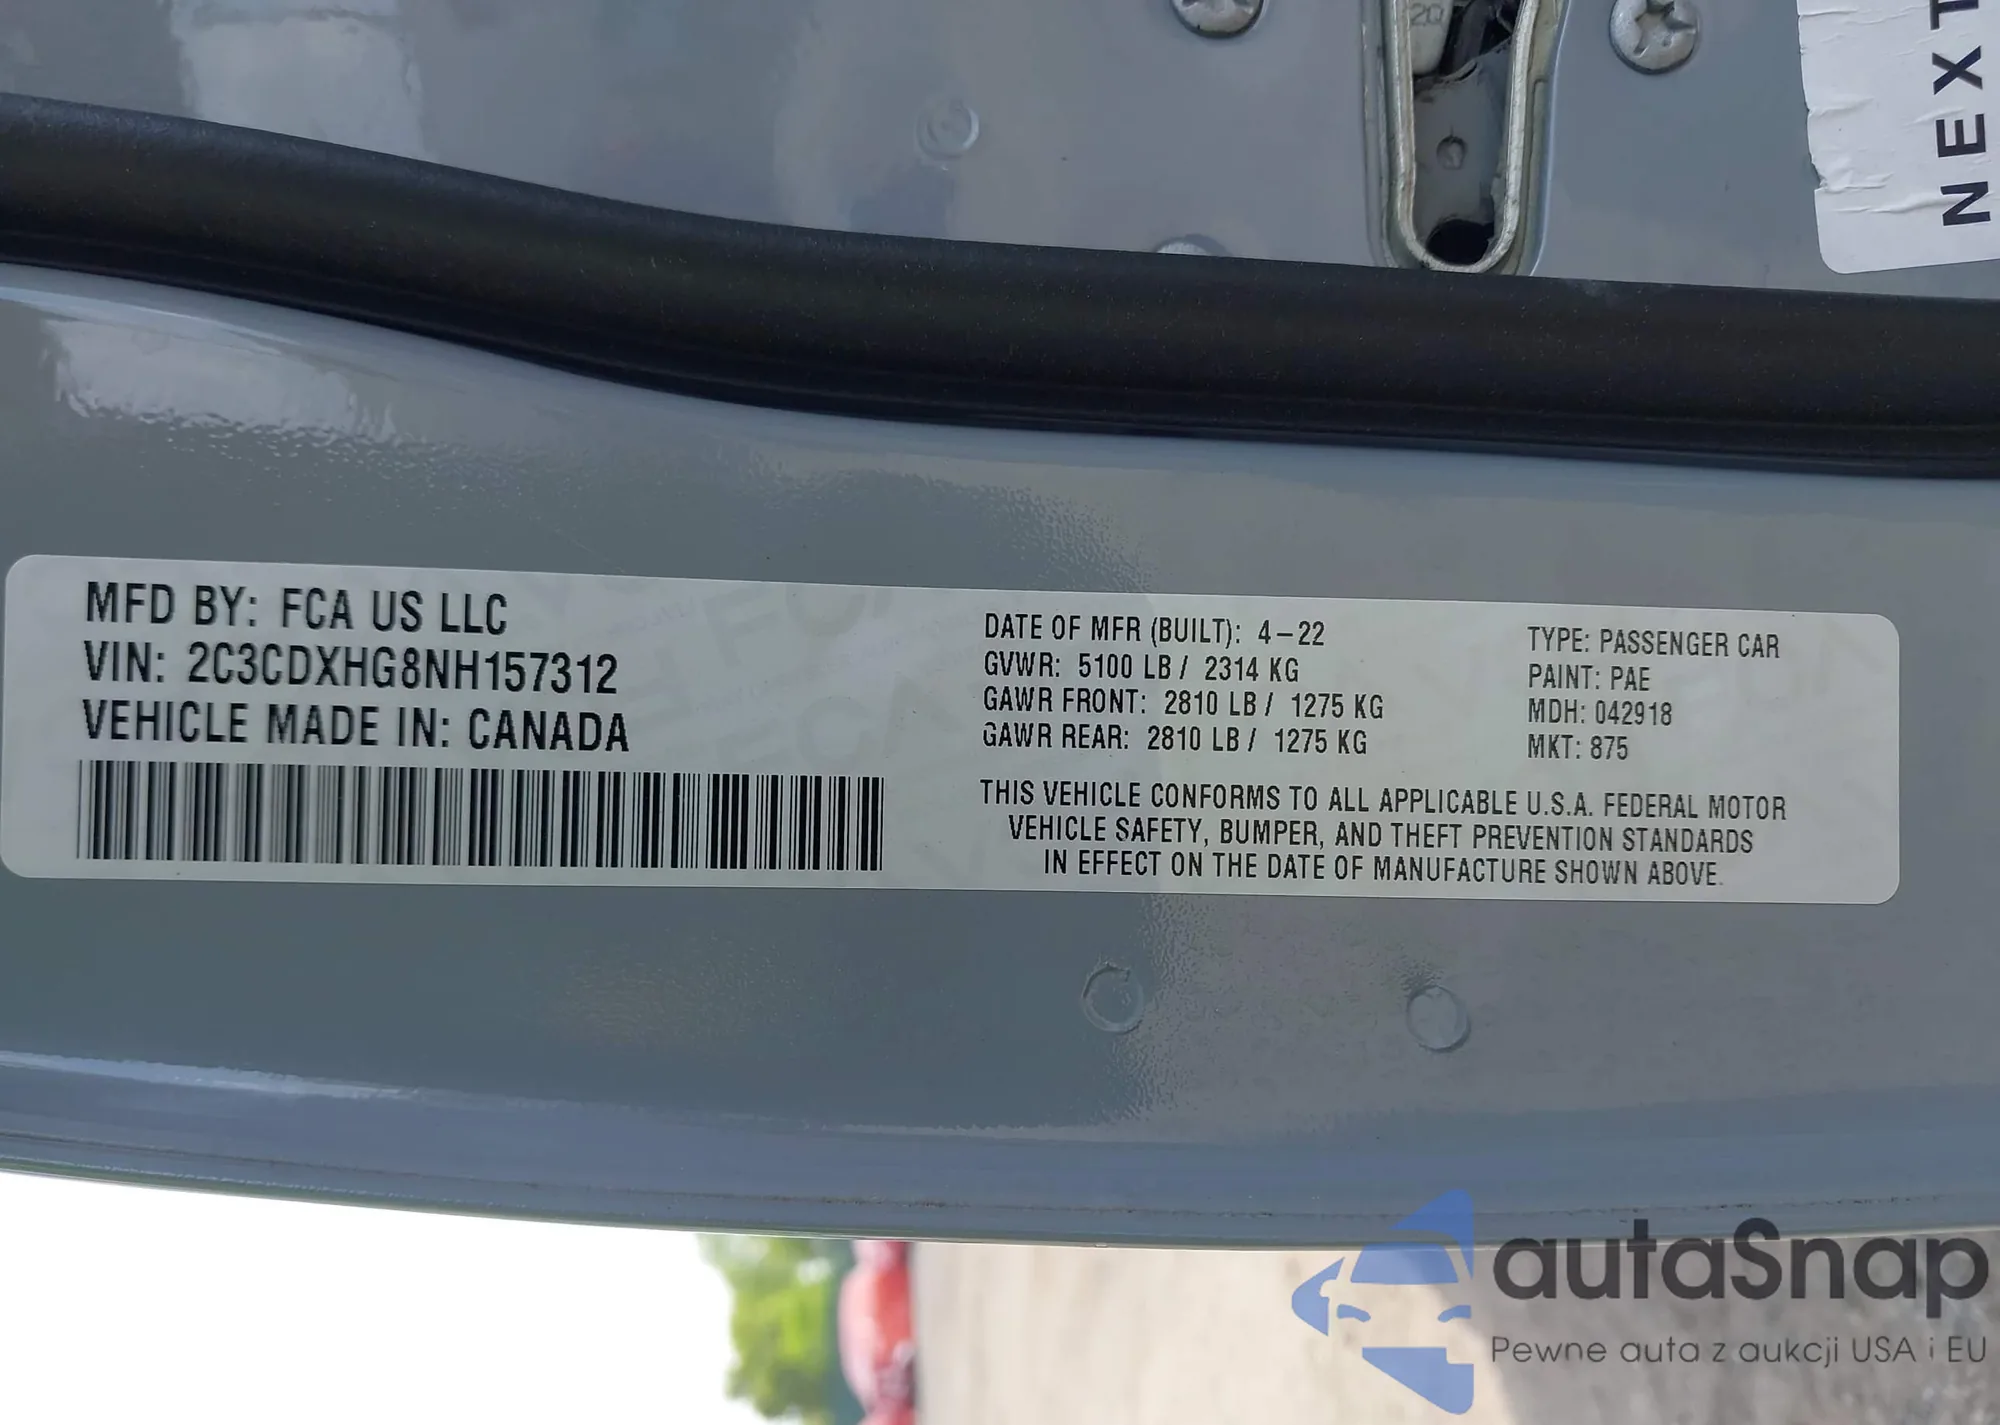 2Q
NEXT
MFD BY: FCA US LLC
VIN: 2C3CDXHG8NH157312
VEHICLE MADE IN: CANADA
DATE OF MFR (BUILT): 4-22
GVWR: 5100 LB / 2314 KG
GAWR FRONT: 2810 LB / 1275 KG
GAWR REAR: 2810 LB / 1275 KG
TYPE: PASSENGER CAR
PAINT: PAE
MDH: 042918
MKT: 875
THIS VEHICLE CONFORMS TO ALL APPLICABLE U.S.A. FEDERAL MOTOR
VEHICLE SAFETY, BUMPER, AND THEFT PREVENTION STANDARDS
IN EFFECT ON THE DATE OF MANUFACTURE SHOWN ABOVE.
autaSnap
Pewne auta z aukcji USA i EU